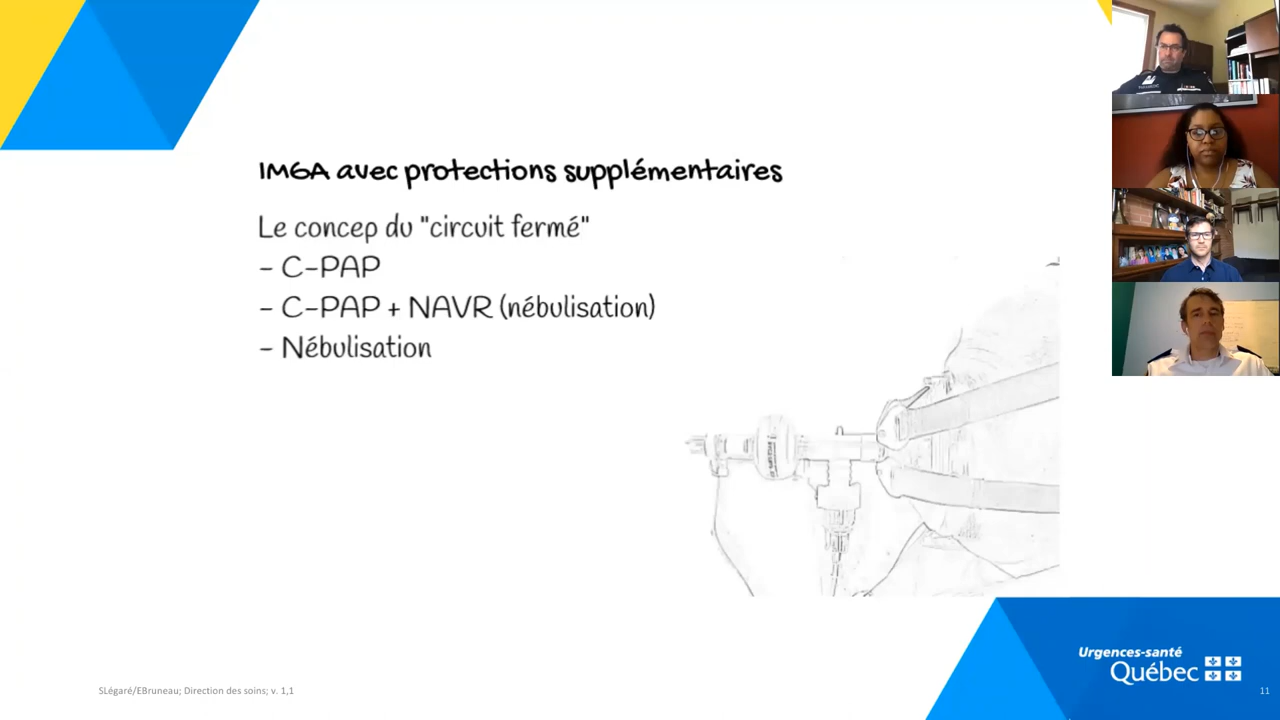 IMGA avec protections supplémentaires
Le concep du "circuit fermé"
- C-PAP
- C-PAP + NAVR (nébulisation)
- Nébulisation
Urgences-santé
Québec
SLégaré/EBruneau; Direction des soins; v. 1,1
11